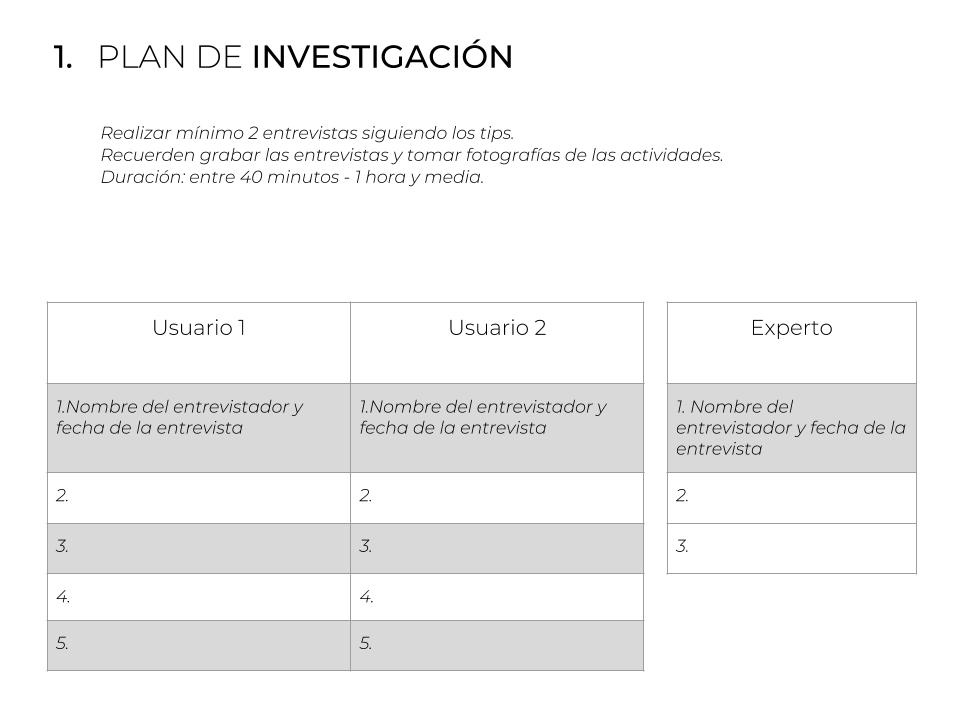 1. PLAN DE INVESTIGACIÓN
Realizar mínimo 2 entrevistas siguiendo los tips.
Recuerden grabar las entrevistas y tomar fotografías de las actividades.
Duración: entre 40 minutos - 1 hora y media.
Usuario 1
Usuario 2
Experto
1.Nombre del entrevistador y
fecha de la entrevista
1.Nombre del entrevistador y
fecha de la entrevista
1. Nombre del
entrevistador y fecha de la
entrevista
2.
2.
2.
3.
3.
3.
4.
4.
5.
5.